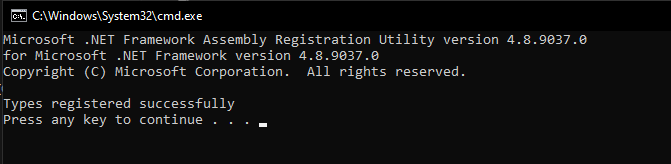 C:\Windows\System32\cmd.exe
Microsoft .NET Framework Assembly Registration Utility version 4.8.9037.0
for Microsoft .NET Framework version 4.8.9037.0
Copyright (C) Microsoft Corporation.  All rights reserved.
Types registered successfully
Press any key to continue . . .